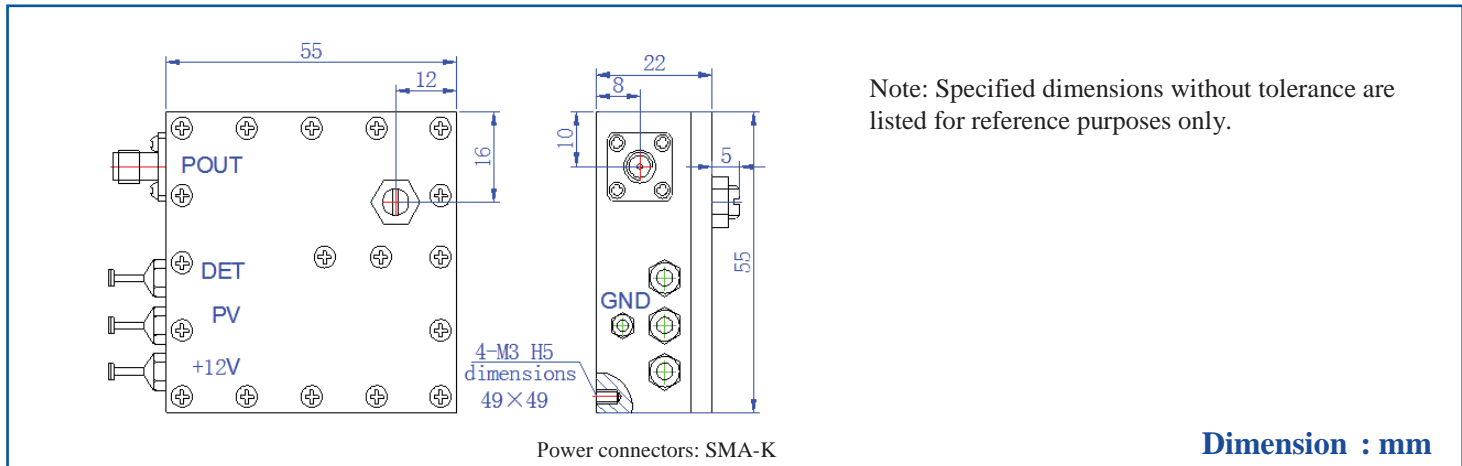 55
12
16
POUT
DET
PV
+12V
22
8
10
5
55
GND
4-M3 H5
dimensions
49×49
Power connectors: SMA-K
Note: Specified dimensions without tolerance are
listed for reference purposes only.
Dimension : mm